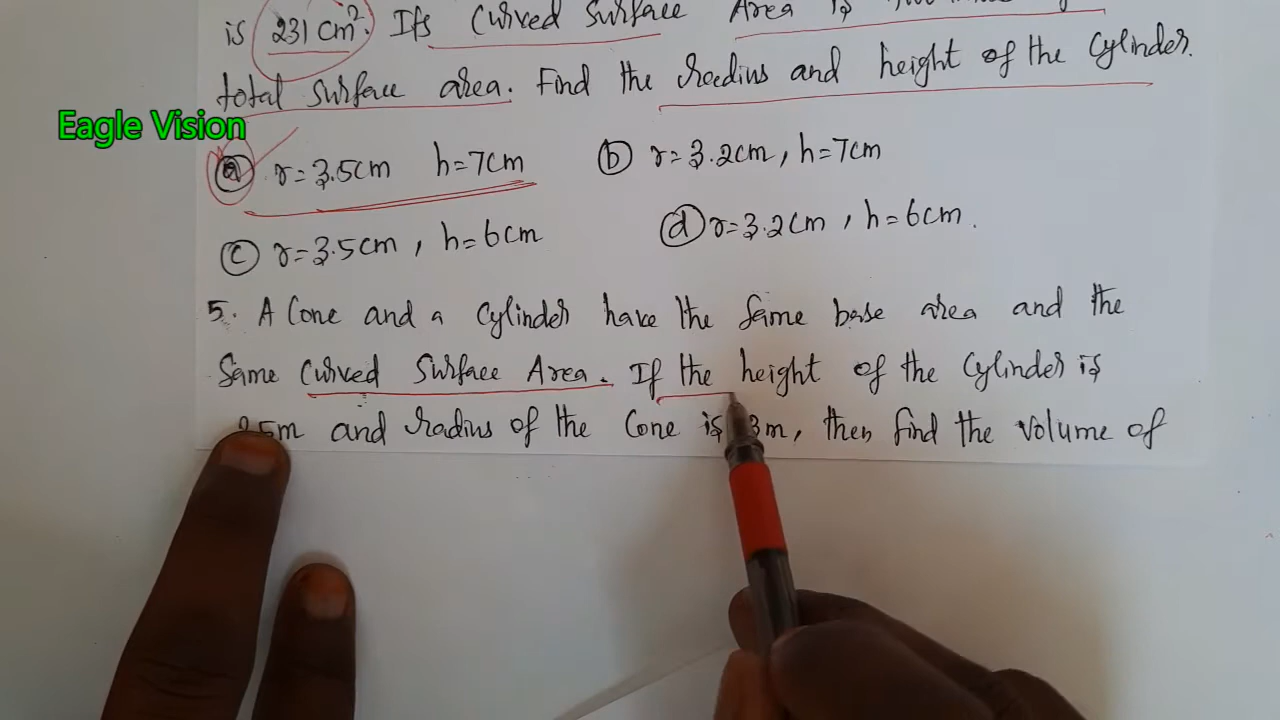 is 231 cm². Its Curved Surface Area is
total surface area. Find the radius and height of the Cylinder.
Eagle Vision
ⓐ r=3.5cm h=7cm ⓑ r=3.2cm, h=7cm
ⓒ r=3.5cm, h=6cm ⓓ r=3.2cm, h=6cm.
5. A Cone and a Cylinder have the Same base area and the
Same Curved Surface Area. If the height of the Cylinder is
and radius of the Cone is 3m, then find the Volume of